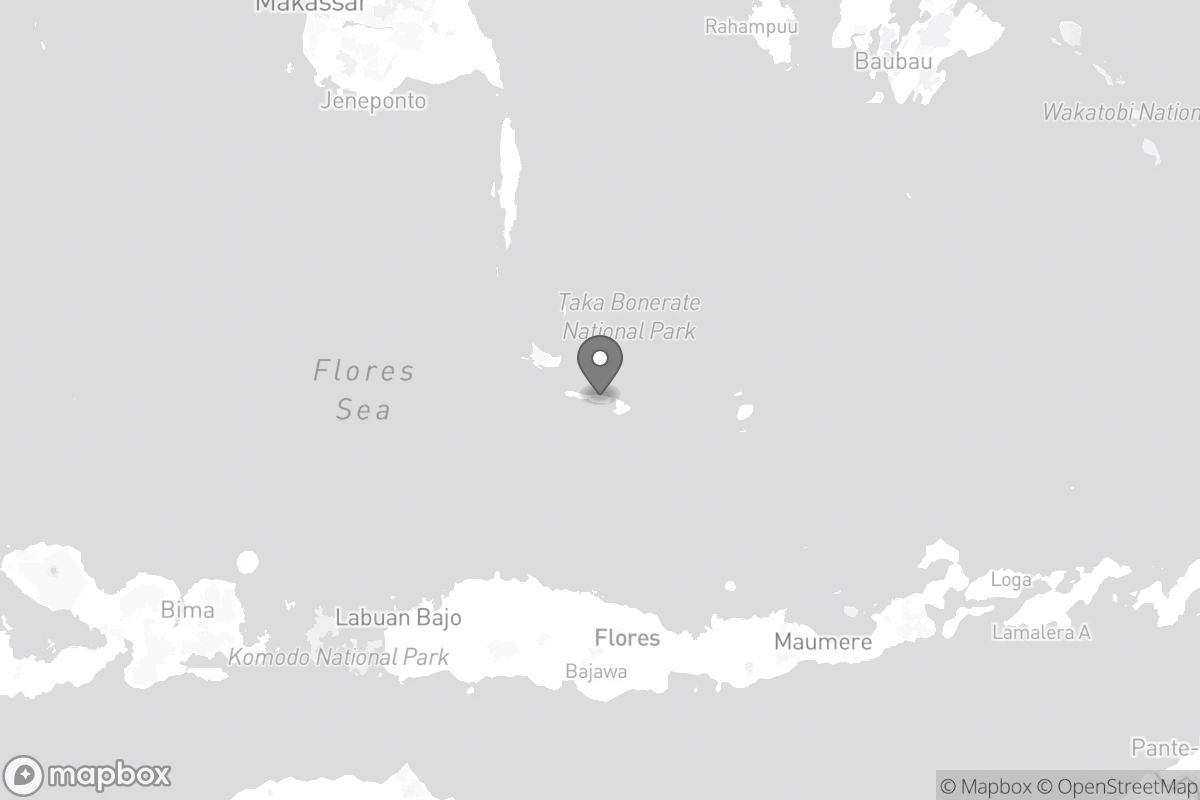 Makassar
Rahampuu
Baubau
Jeneponto
Wakatobi Nation
Taka Bonerate
National Park
Flores
Sea
Loga
Bima
Labuan Bajo
Flores
Maumere
Lamalera A
Komodo National Park
Bajawa
Pante-
mapbox
© Mapbox © OpenStreetMap